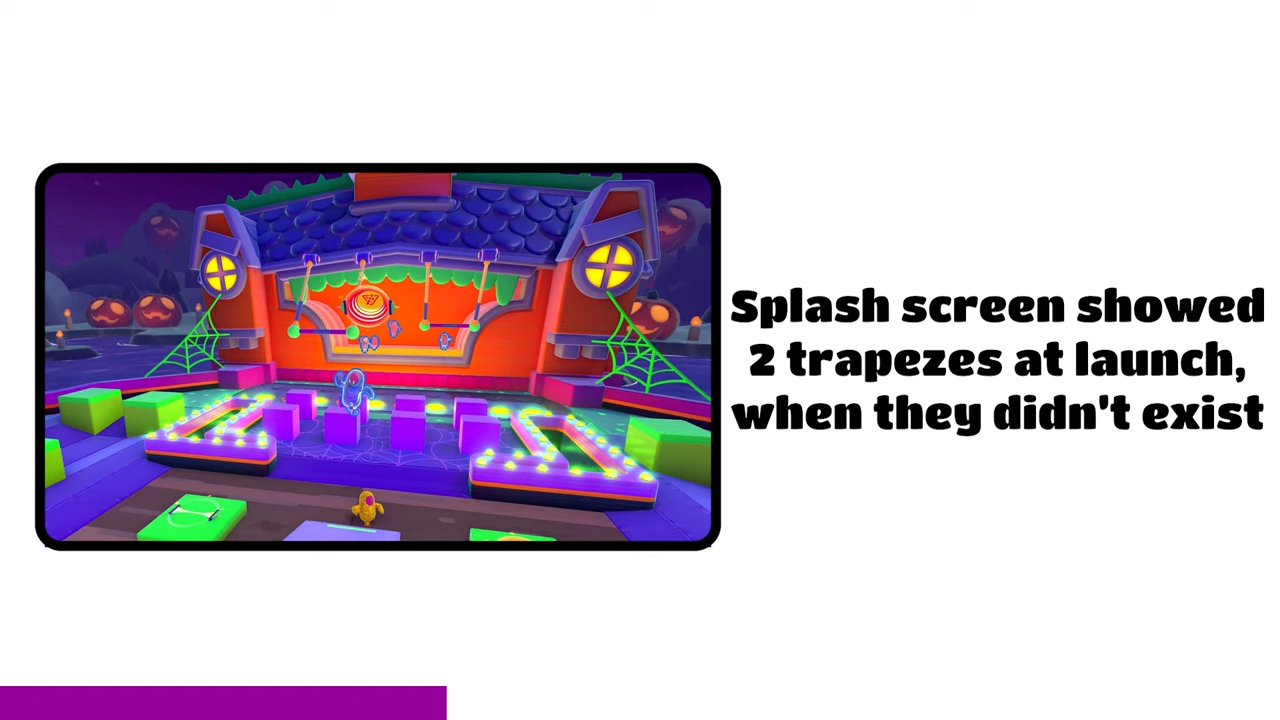 Splash screen showed
2 trapezes at launch,
when they didn't exist